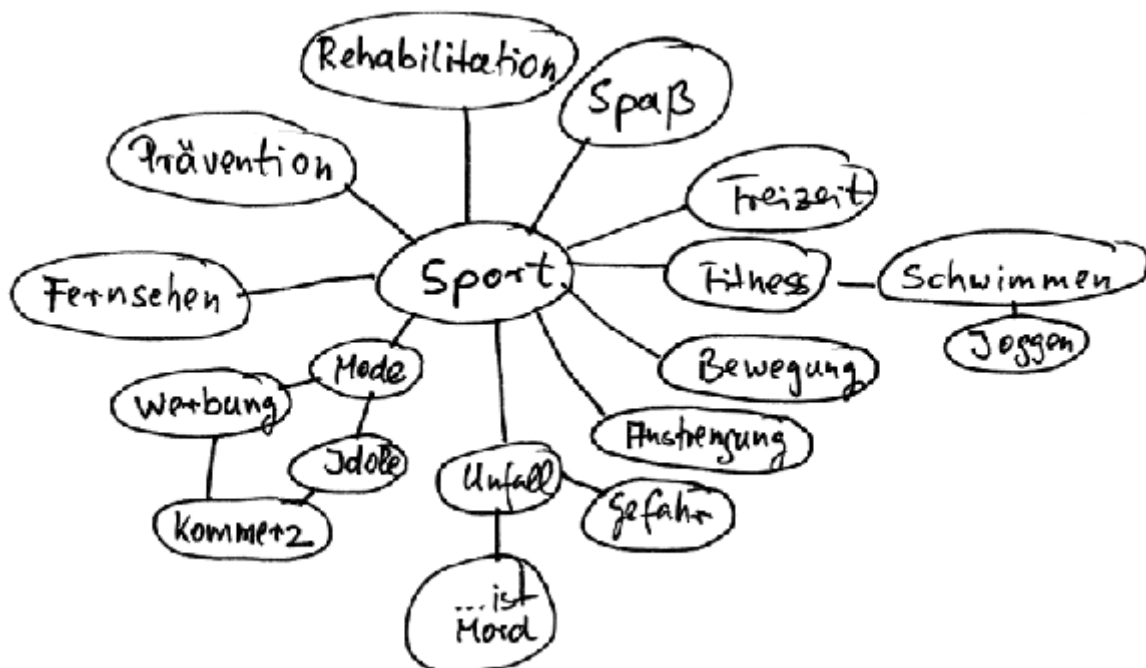 Rehabilitation
Spaß
Prävention
Freizeit
Sport
Fitness
Schwimmen
Fernsehen
Joggen
Mode
Bewegung
Werbung
Anstrengung
Idole
Unfall
Gefahr
Kommerz
...ist
Mord